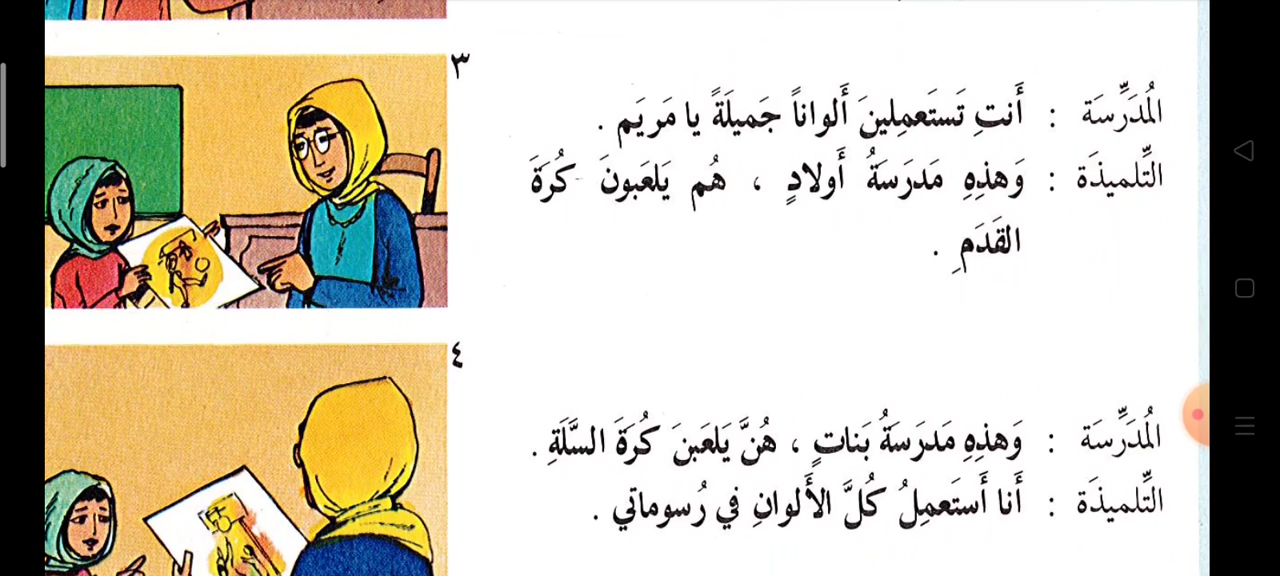 ٣
المُدَرِّسَة : أَنتِ تَستَعمِلِينَ أَلواناً جَميلَةً يا مَريَم .
التِّلميذَة : وَهذِهِ مَدرَسَةُ أَولادٍ ، هُم يَلعَبونَ كُرَةَ
القَدَمِ .
٤
المُدَرِّسَة : وَهذِهِ مَدرَسَةُ بَناتٍ ، هُنَّ يَلعَبنَ كُرَةَ السَّلَةِ .
التِّلميذَة : أَنا أَستَعمِلُ كُلَّ الأَلوانِ في رُسوماتي .